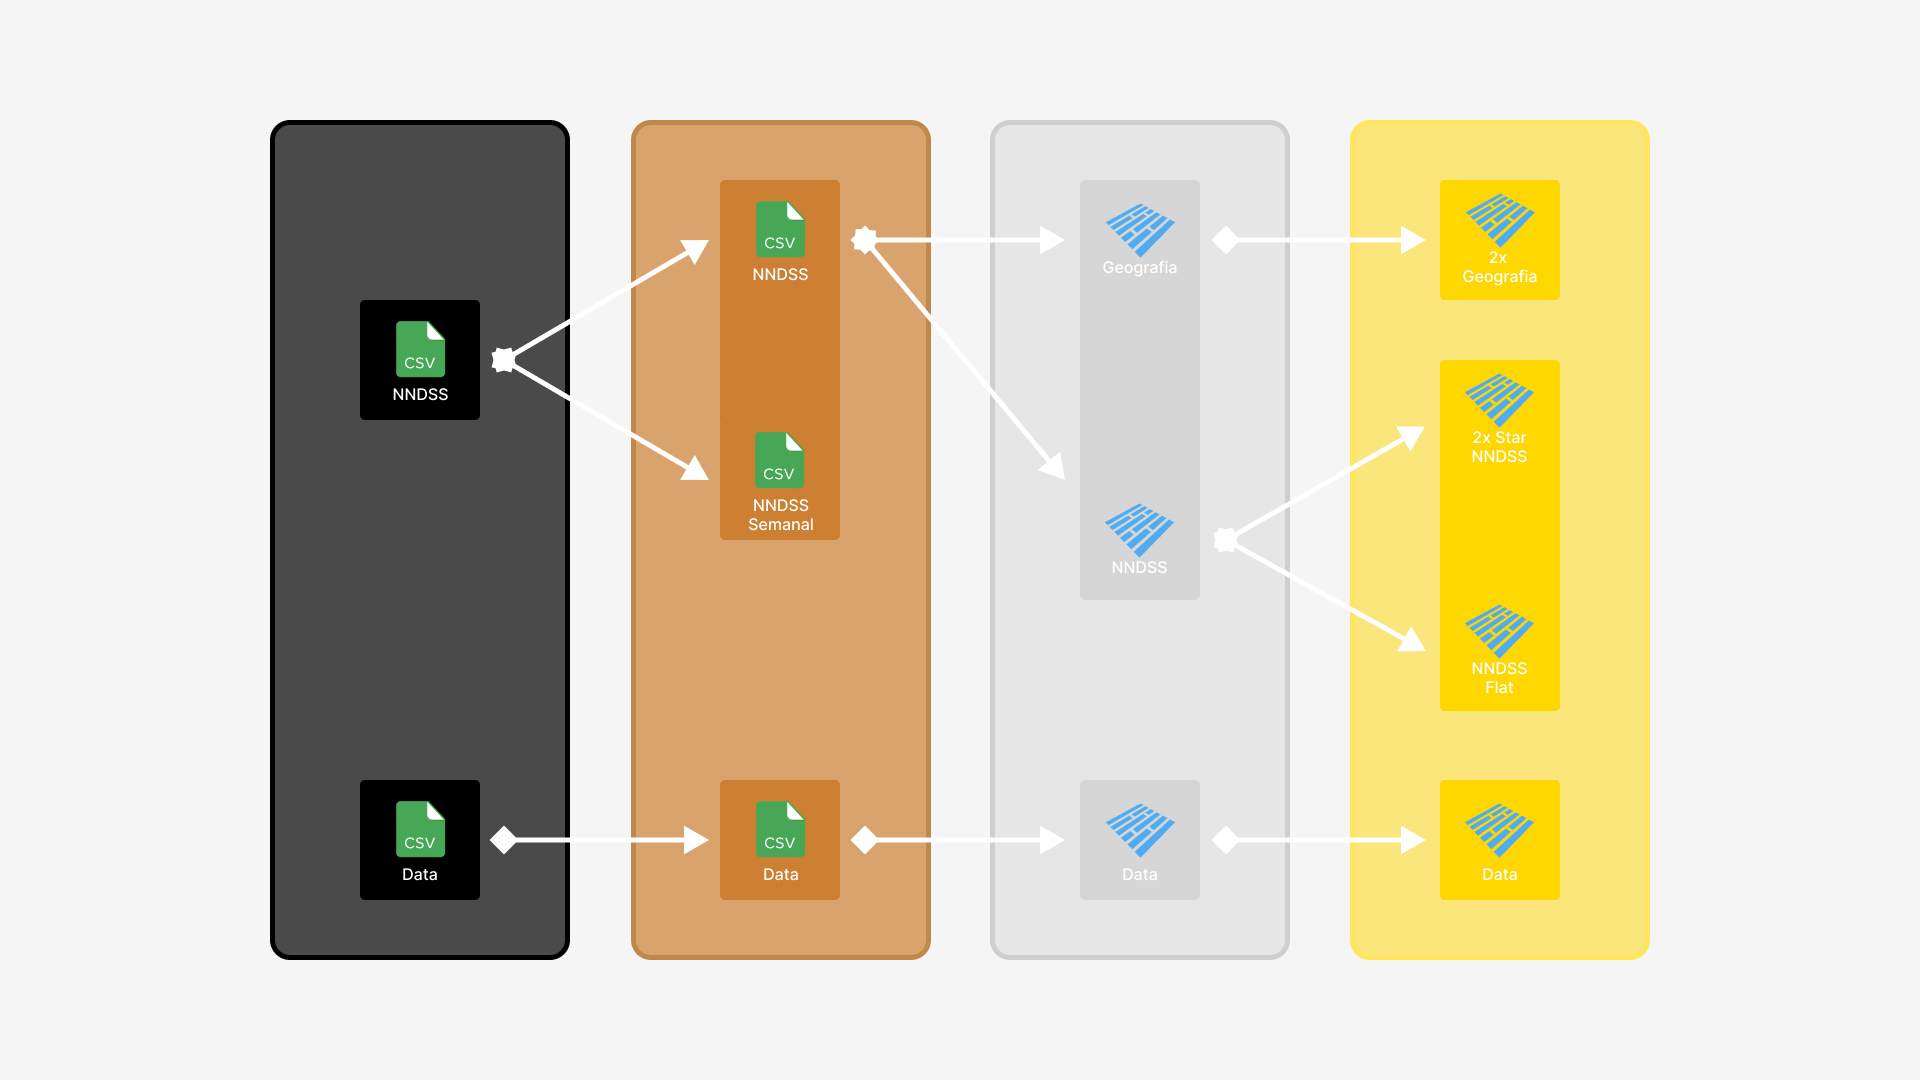 CSV
NNDSS
CSV
Data
CSV
NNDSS
CSV
NNDSS
Semanal
CSV
Data
Geografia
NNDSS
Data
2x
Geografia
2x Star
NNDSS
NNDSS
Flat
Data